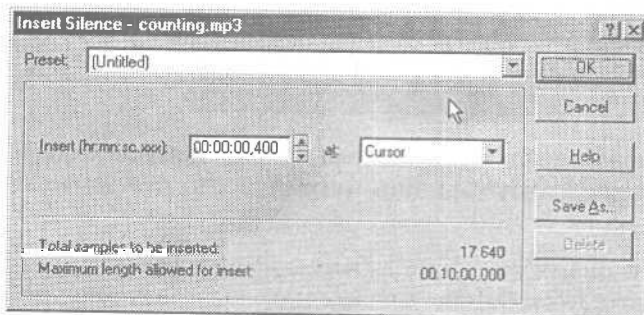 Insert Silence - counting.mp3
Preset: (Untitled)
OK
Cancel
Insert (hr:mn:sc.xxx): 00:00:00,400 at: Cursor
Help
Save As...
Total samples to be inserted: 17.640
Delete
Maximum length allowed for insert: 00:10:00.000